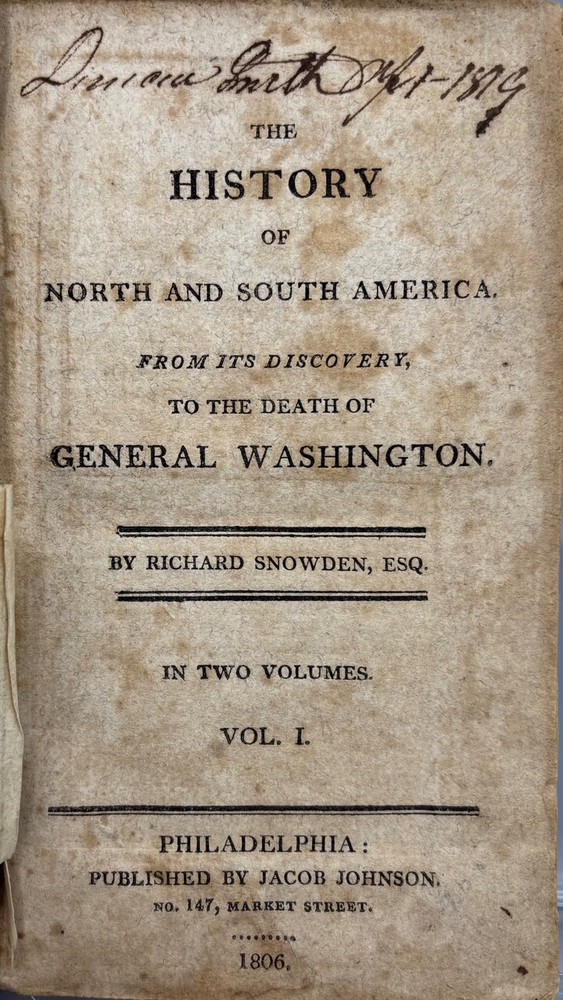 Duncan Smith 1819
THE
HISTORY
OF
NORTH AND SOUTH AMERICA.
FROM ITS DISCOVERY,
TO THE DEATH OF
GENERAL WASHINGTON.
BY RICHARD SNOWDEN, ESQ.
IN TWO VOLUMES.
VOL. I.
PHILADELPHIA:
PUBLISHED BY JACOB JOHNSON.
NO. 147, MARKET STREET.
1806.